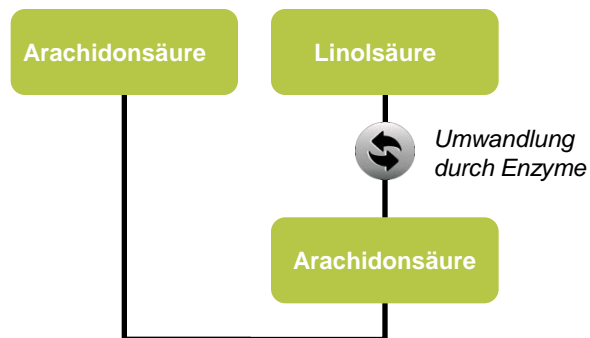 Arachidonsäure
Linolsäure
Umwandlung
durch Enzyme
Arachidonsäure